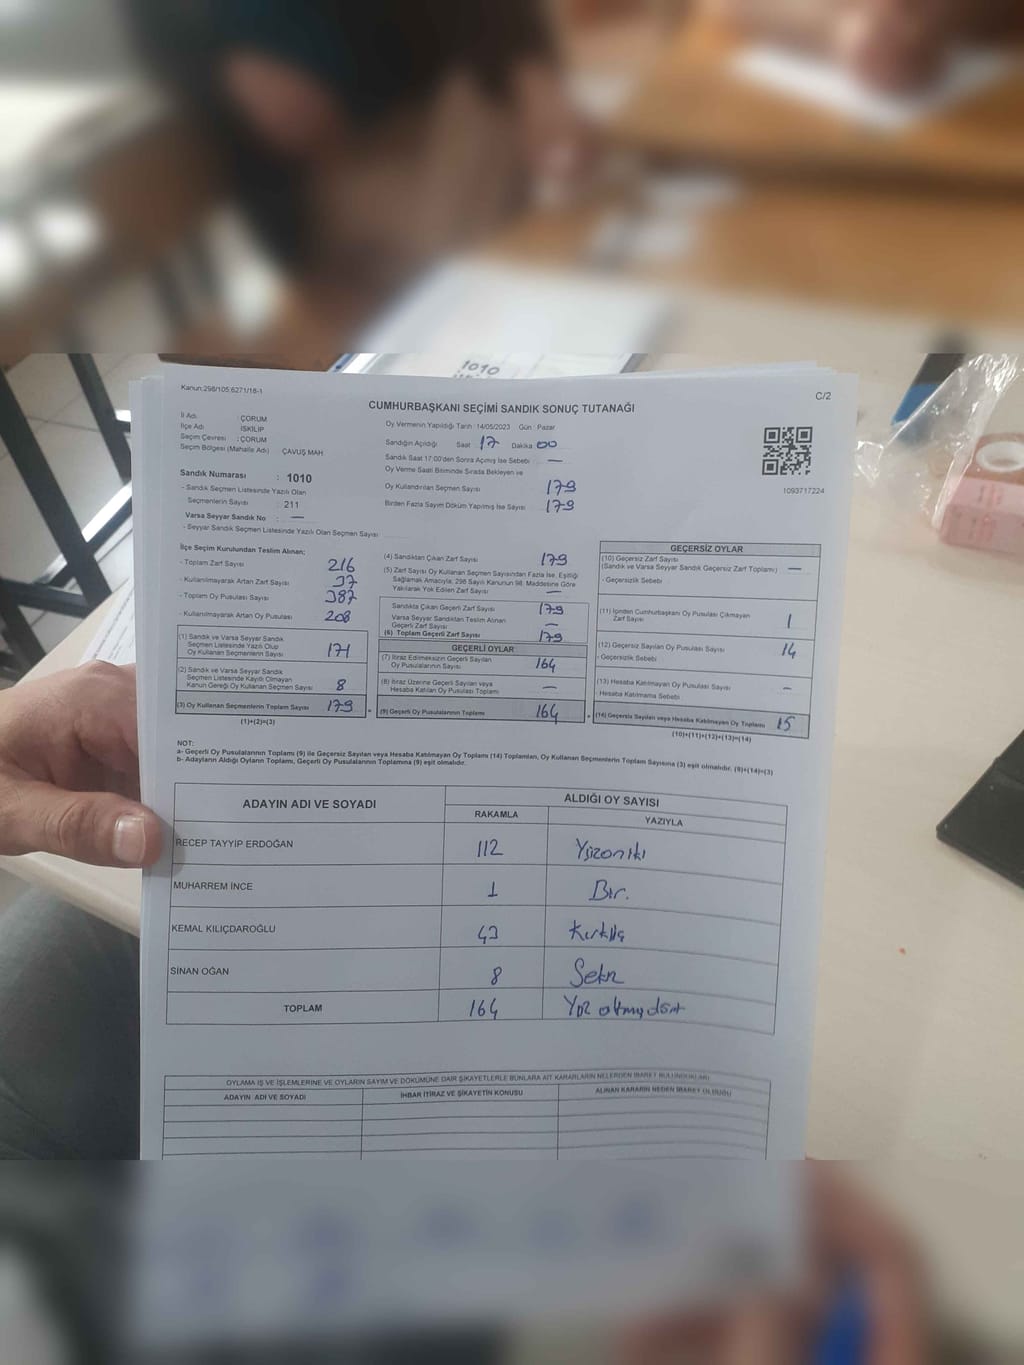 1010
Kanun:298/105;6271/18-1
C/2
CUMHURBAŞKANI SEÇİMİ SANDIK SONUÇ TUTANAĞI
İl Adı : ÇORUM
İlçe Adı İSKİLİP
Seçim Çevresi : ÇORUM
Seçim Bölgesi (Mahalle Adı) ÇAVUŞ MAH
Sandık Numarası : 1010
- Sandık Seçmen Listesinde Yazılı Olan
Seçmenlerin Sayısı : 211
Varsa Seyyar Sandık No : —
- Seyyar Sandık Seçmen Listesinde Yazılı Olan Seçmen Sayısı
Oy Vermenin Yapıldığı Tarih : 14/05/2023 Gün : Pazar
Sandığın Açıldığı Saat 17 Dakika 00
Sandık Saat 17:00'den Sonra Açımış İse Sebebi : —
Oy Verme Saati Bitiminde Sırada Bekleyen ve
Oy Kullandırılan Seçmen Sayısı 179
Birden Fazla Sayım Döküm Yapılmış İse Sayısı 179
1093717224
İlçe Seçim Kurulundan Teslim Alınan;
- Toplam Zarf Sayısı 216
- Kullanılmayarak Artan Zarf Sayısı 37
- Toplam Oy Pusulası Sayısı 387
- Kullanılmayarak Artan Oy Pusulası 208
(1) Sandık ve Varsa Seyyar Sandık
Seçmen Listesinde Yazılı Olup
Oy Kullanan Seçmenlerin Sayısı 171
(2) Sandık ve Varsa Seyyar Sandık
Seçmen Listesinde Kayıtlı Olmayan
Kanun Gereği Oy Kullanan Seçmen Sayısı 8
(3) Oy Kullanan Seçmenlerin Toplam Sayısı 179
(1)+(2)=(3)
(4) Sandıktan Çıkan Zarf Sayısı 179
(5) Zarf Sayısı Oy Kullanan Seçmen Sayısından Fazla İse, Eşitliği
Sağlamak Amacıyla; 298 Sayılı Kanunun 98. Maddesine Göre
Yakılarak Yok Edilen Zarf Sayısı —
Sandıkta Çıkan Geçerli Zarf Sayısı 179
Varsa Seyyar Sandıktan Teslim Alınan
Geçerli Zarf Sayısı —
(6) Toplam Geçerli Zarf Sayısı 179
GEÇERLİ OYLAR
(7) İtiraz Edilmeksizin Geçerli Sayılan
Oy Pusulalarının Sayısı 164
(8) İtiraz Üzerine Geçerli Sayılan veya
Hesaba Katılan Oy Pusulası Toplamı —
(9) Geçerli Oy Pusulalarının Toplamı 164
GEÇERSİZ OYLAR
(10) Geçersiz Zarf Sayısı
(Sandık ve Varsa Seyyar Sandık Geçersiz Zarf Toplamı) —
- Geçersizlik Sebebi
(11) İçinden Cumhurbaşkanı Oy Pusulası Çıkmayan
Zarf Sayısı 1
(12) Geçersiz Sayılan Oy Pusulası Sayısı 14
- Geçersizlik Sebebi
(13) Hesaba Katılmayan Oy Pusulası Sayısı -
- Hesaba Katılmama Sebebi
(14) Geçersiz Sayılan veya Hesaba Katılmayan Oy Toplamı 15
(10)+(11)+(12)+(13)=(14)
NOT:
a- Geçerli Oy Pusulalarının Toplamı (9) ile Geçersiz Sayılan veya Hesaba Katılmayan Oy Toplamı (14) Toplamları, Oy Kullanan Seçmenlerin Toplam Sayısına (3) eşit olmalıdır. (9)+(14)=(3)
b- Adayların Aldığı Oyların Toplamı, Geçerli Oy Pusulalarının Toplamına (9) eşit olmalıdır.
ADAYIN ADI VE SOYADI ALDIĞI OY SAYISI
RAKAMLA YAZIYLA
RECEP TAYYİP ERDOĞAN 112 Yüzoniki
MUHARREM İNCE 1 Bir.
KEMAL KILIÇDAROĞLU 43 Kırküç
SİNAN OĞAN 8 Sekiz
TOPLAM 164 Yüz altmışdört
OYLAMA İŞ VE İŞLEMLERİNE VE OYLARIN SAYIM VE DÖKÜMÜNE DAİR ŞİKAYETLERLE BUNLARA AİT KARARLARIN NELERDEN İBARET BULUNDUKLARI
ADAYIN ADI VE SOYADI İHBAR İTİRAZ VE ŞİKAYETİN KONUSU ALINAN KARARIN NEDEN İBARET OLDUĞU